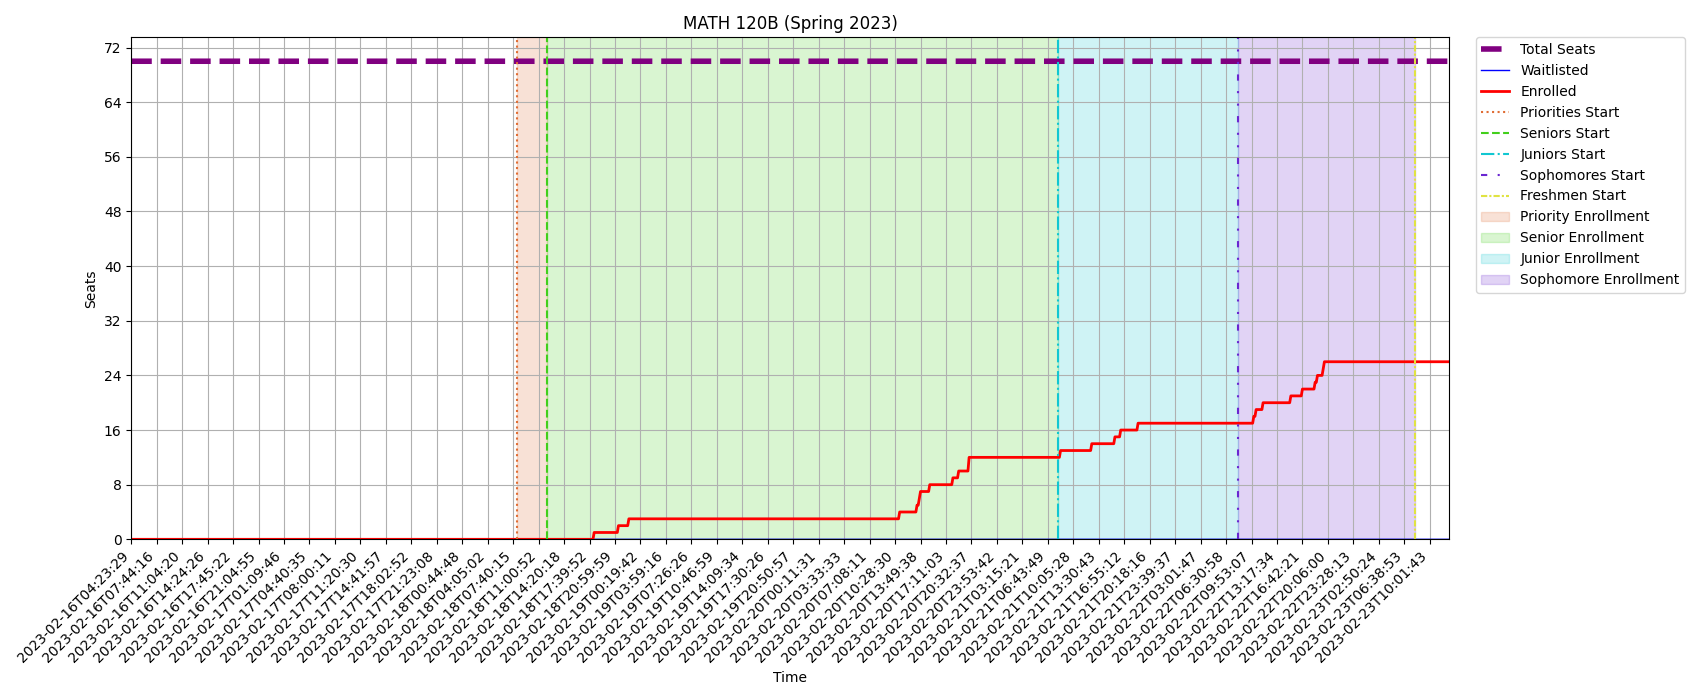 MATH 120B (Spring 2023)
72
64
56
48
40
32
24
16
8
0
Seats
2023-02-16T04:23:29
2023-02-16T07:44:16
2023-02-16T11:04:20
2023-02-16T14:24:26
2023-02-16T17:45:22
2023-02-16T21:04:55
2023-02-17T01:09:46
2023-02-17T04:40:35
2023-02-17T08:00:11
2023-02-17T11:20:30
2023-02-17T14:41:57
2023-02-17T18:02:52
2023-02-17T21:23:08
2023-02-18T00:44:48
2023-02-18T04:05:02
2023-02-18T07:40:15
2023-02-18T11:00:52
2023-02-18T14:20:18
2023-02-18T17:39:52
2023-02-18T20:59:59
2023-02-19T00:19:42
2023-02-19T03:59:16
2023-02-19T07:26:26
2023-02-19T10:46:59
2023-02-19T14:09:34
2023-02-19T17:30:26
2023-02-19T20:50:57
2023-02-20T00:11:31
2023-02-20T03:33:33
2023-02-20T07:08:11
2023-02-20T10:28:30
2023-02-20T13:49:38
2023-02-20T17:11:03
2023-02-20T20:32:37
2023-02-20T23:53:42
2023-02-21T03:15:21
2023-02-21T06:43:49
2023-02-21T10:05:28
2023-02-21T13:30:43
2023-02-21T16:55:12
2023-02-21T20:18:16
2023-02-21T23:39:37
2023-02-22T03:01:47
2023-02-22T06:30:58
2023-02-22T09:53:07
2023-02-22T13:17:34
2023-02-22T16:42:21
2023-02-22T20:06:00
2023-02-22T23:28:13
2023-02-23T02:50:24
2023-02-23T06:38:53
2023-02-23T10:01:43
Time
Total Seats
Waitlisted
Enrolled
Priorities Start
Seniors Start
Juniors Start
Sophomores Start
Freshmen Start
Priority Enrollment
Senior Enrollment
Junior Enrollment
Sophomore Enrollment